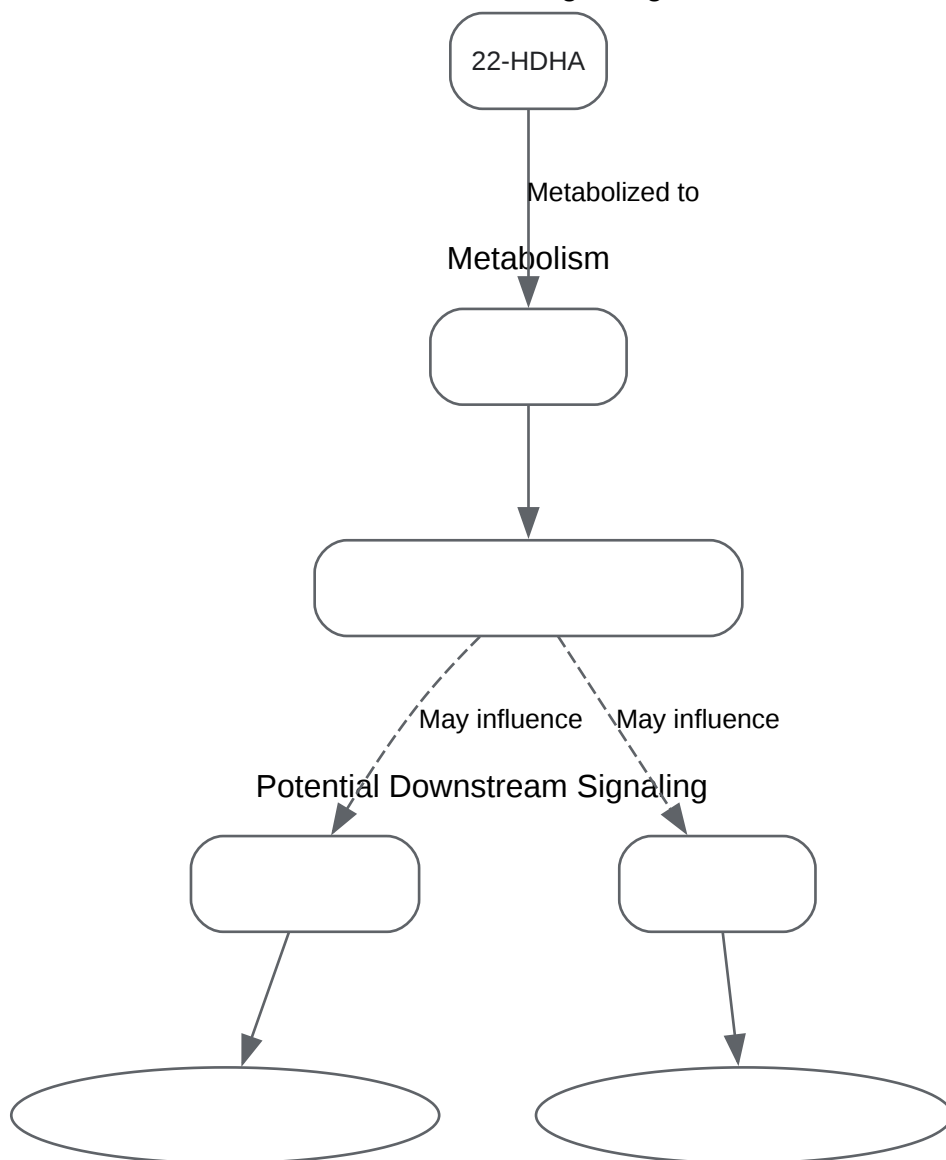 22-HDHA
Metabolized to
Metabolism
May influence
May influence
Potential Downstream Signaling